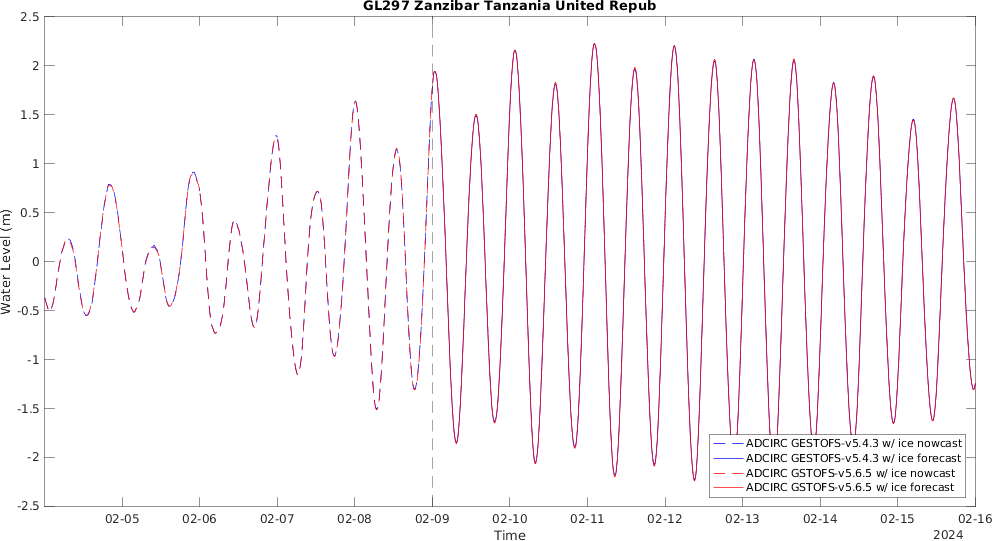 GL297 Zanzibar Tanzania United Repub
2.5
2
1.5
1
0.5
0
-0.5
-1
-1.5
-2
-2.5
Water Level (m)
ADCIRC GESTOFS-v5.4.3 w/ ice nowcast
ADCIRC GESTOFS-v5.4.3 w/ ice forecast
ADCIRC GSTOFS-v5.6.5 w/ ice nowcast
ADCIRC GSTOFS-v5.6.5 w/ ice forecast
02-05 02-06 02-07 02-08 02-09 02-10 02-11 02-12 02-13 02-14 02-15 02-16
Time
2024